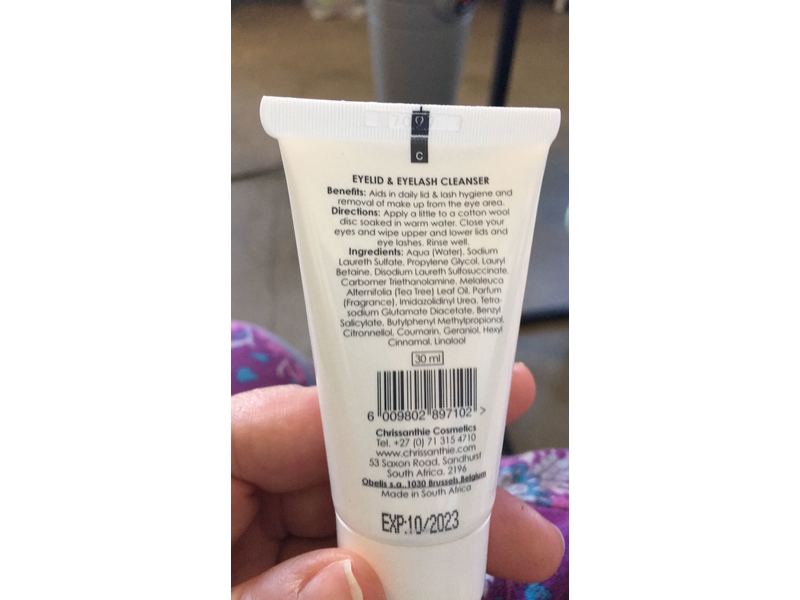 C
EYELID & EYELASH CLEANSER
Benefits: Aids in daily lid & lash hygiene and
removal of make up from the eye area.
Directions: Apply a little to a cotton wool
disc soaked in warm water. Close your
eyes and wipe upper and lower lids and
eye lashes. Rinse well.
Ingredients: Aqua (Water), Sodium
Laureth Sulfate, Propylene Glycol, Lauryl
Betaine, Disodium Laureth Sulfosuccinate,
Carbomer Triethanolamine, Melaleuca
Alternifolia (Tea Tree) Leaf Oil, Parfum
(Fragrance), Imidazolidinyl Urea, Tetra-
sodium Glutamate Diacetate, Benzyl
Salicylate, Butylphenyl Methylpropional,
Citronnellol, Coumarin, Geraniol, Hexyl
Cinnamal, Linalool
30 ml
6 009802 897102 >
Chrissanthie Cosmetics
Tel. +27 (0) 71 315 4710
www.chrissanthie.com
53 Saxon Road, Sandhurst
South Africa, 2196
Obelis s.a., 1030 Brussels, Belgium
Made in South Africa
EXP:10/2023